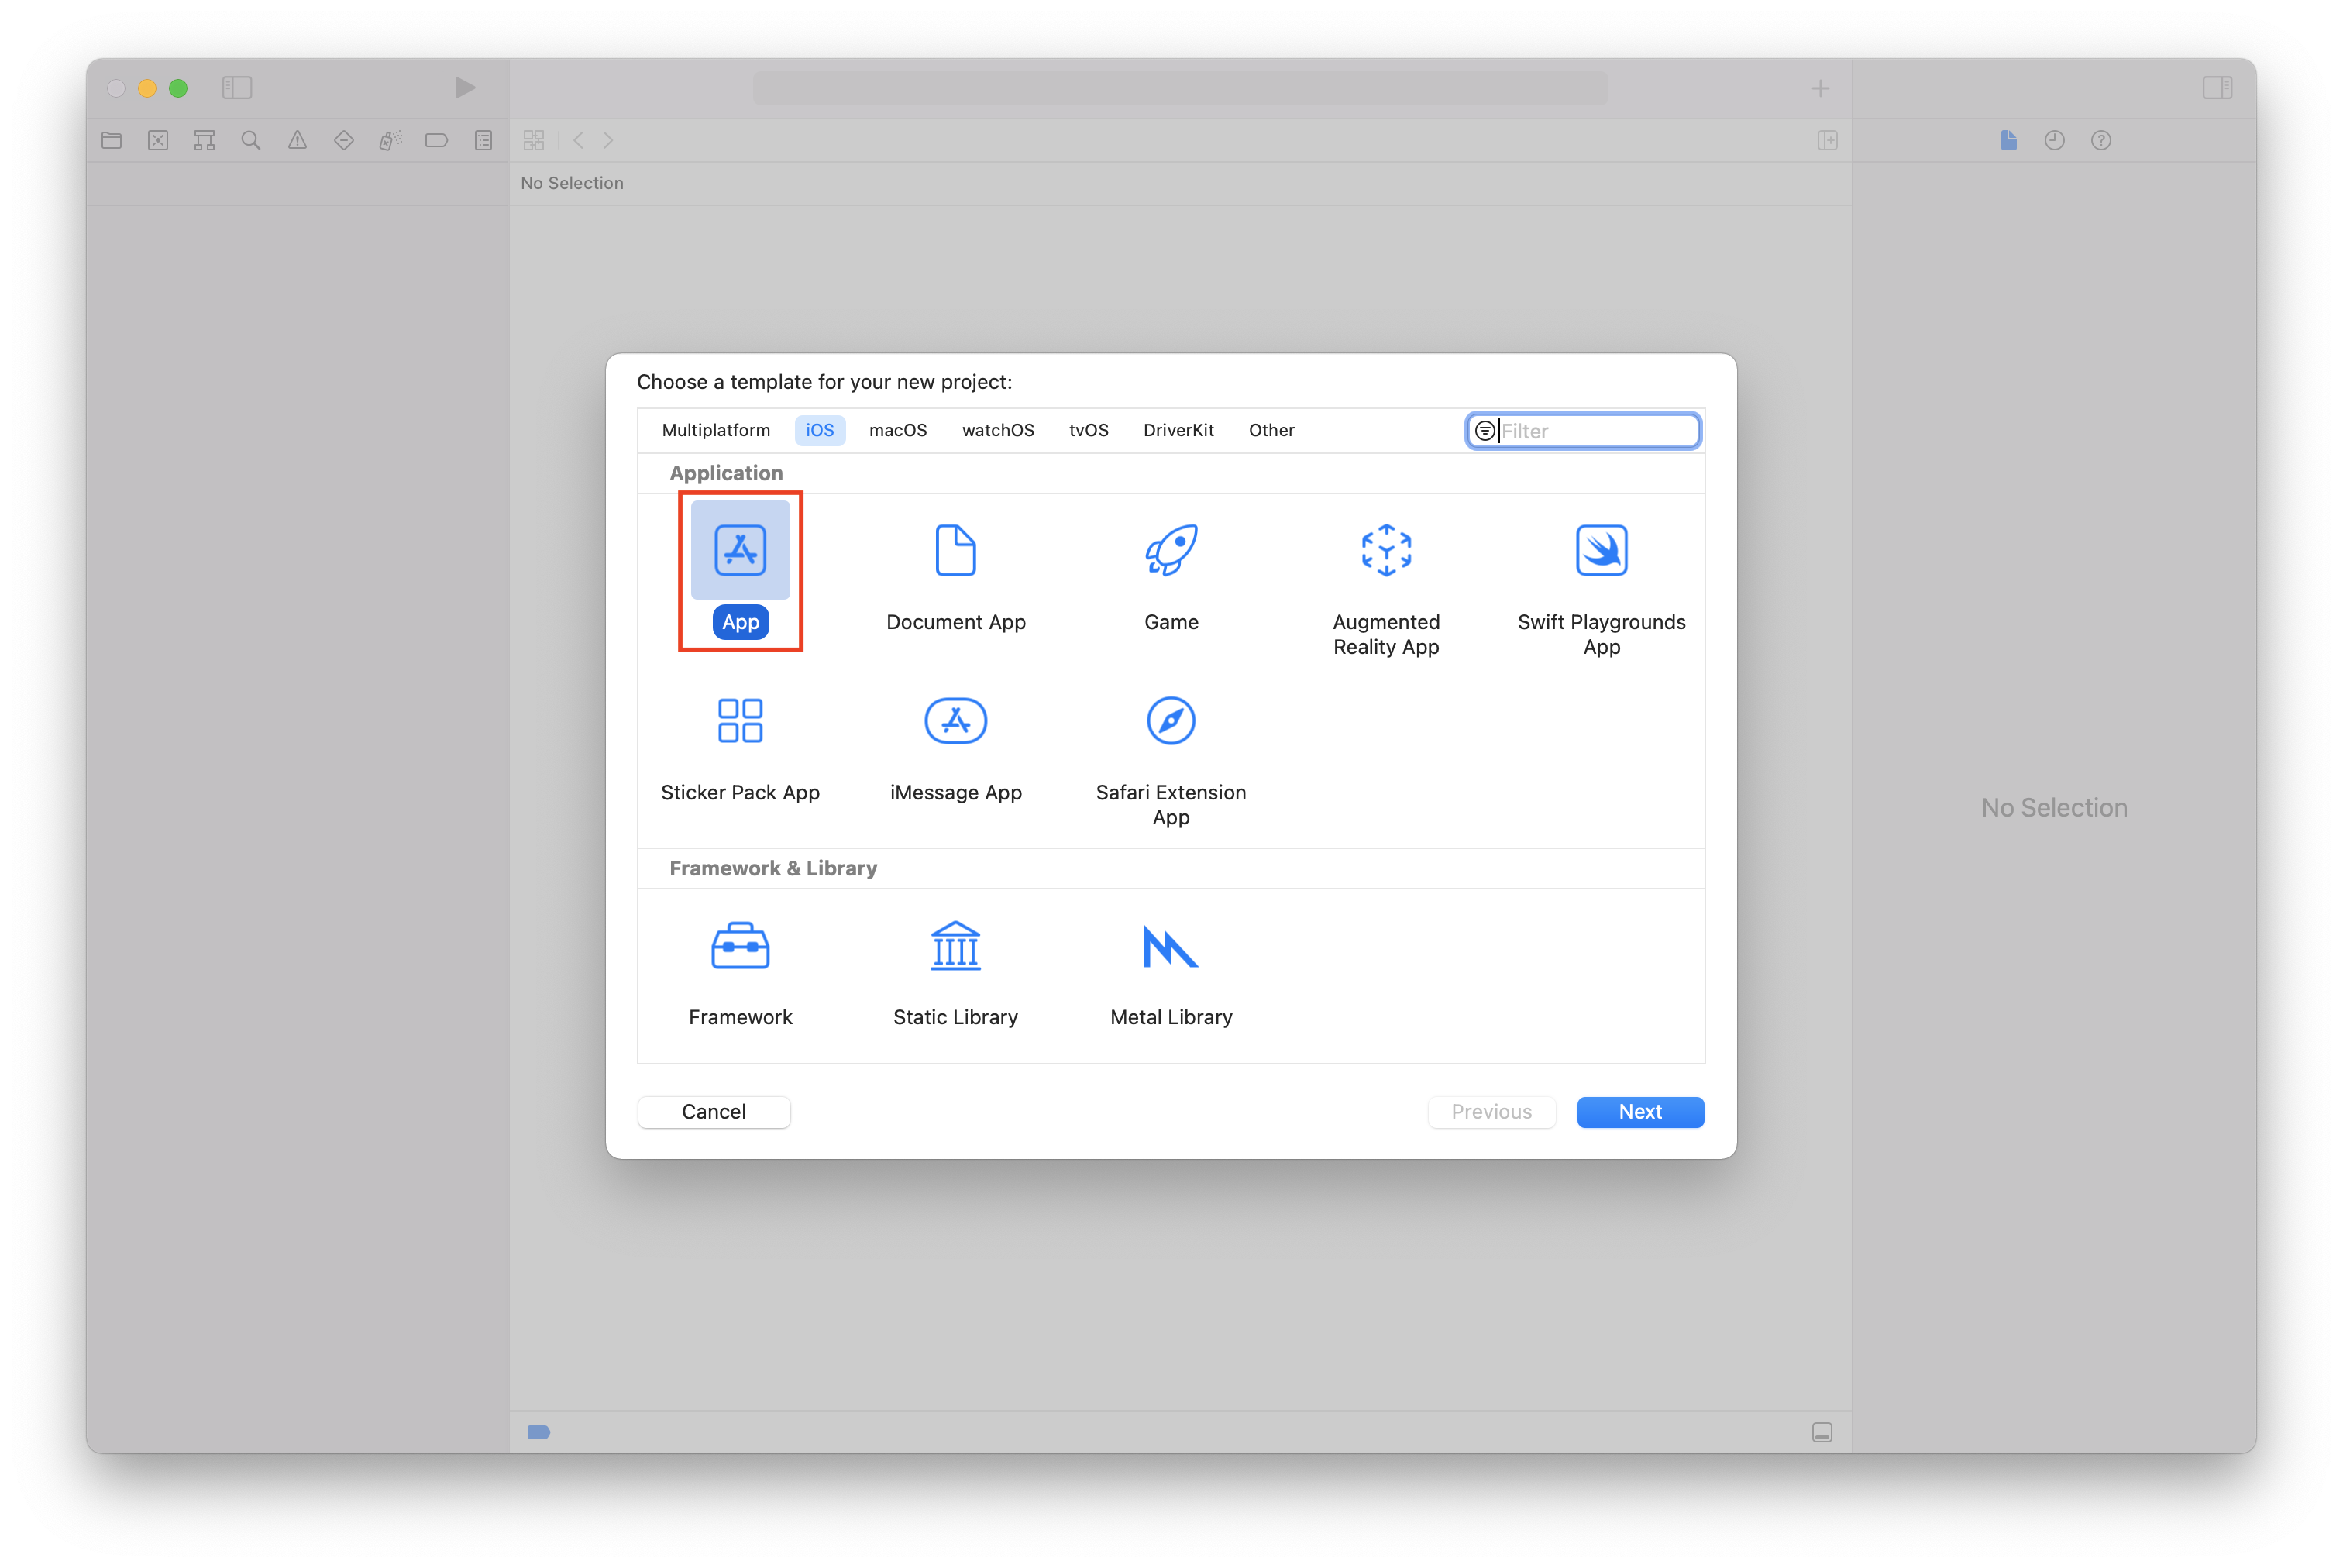 No Selection
Choose a template for your new project:
Multiplatform iOS macOS watchOS tvOS DriverKit Other Filter
Application
App Document App Game Augmented Reality App Swift Playgrounds App
Sticker Pack App iMessage App Safari Extension App
No Selection
Framework & Library
Framework Static Library Metal Library
Cancel Previous Next